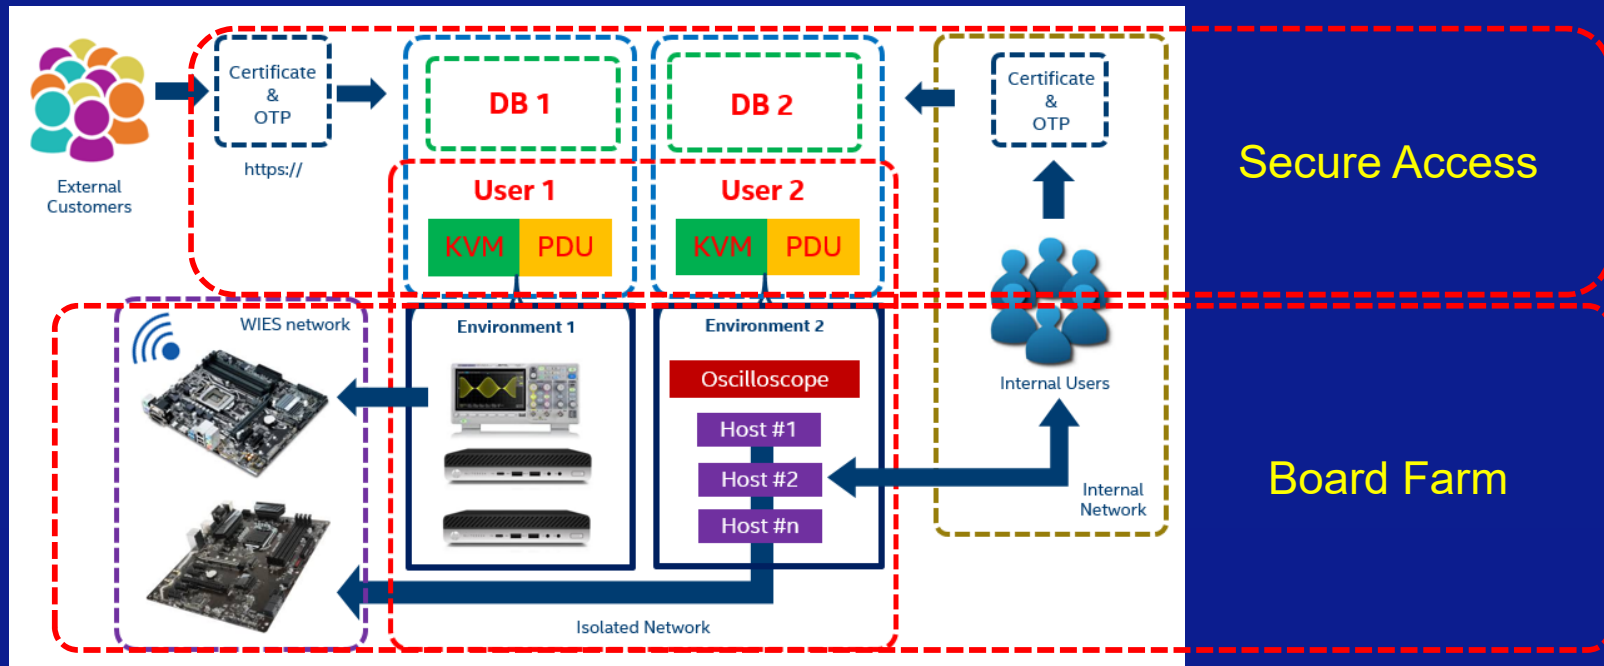 External
Customers
Certificate
&
OTP
https://
DB 1
DB 2
Certificate
&
OTP
Secure Access
User 1
KVM
PDU
User 2
KVM
PDU
WIES network
Environment 1
Environment 2
Oscilloscope
Host #1
Host #2
Host #n
Internal Users
Internal
Network
Isolated Network
Board Farm